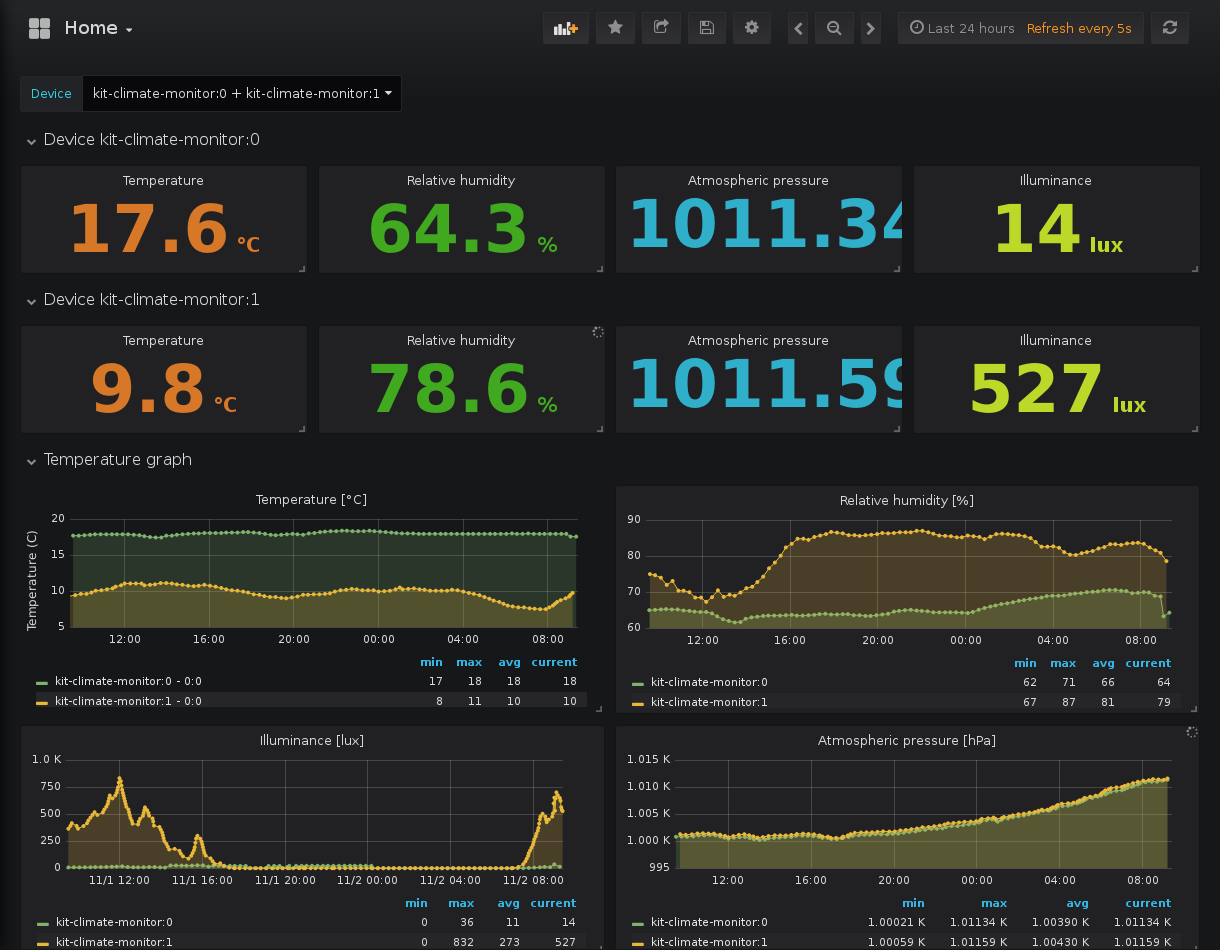 Home
Last 24 hours Refresh every 5s
Device kit-climate-monitor:0 + kit-climate-monitor:1
Device kit-climate-monitor:0
Temperature Relative humidity Atmospheric pressure Illuminance
17.6 °C 64.3 % 1011.34 14 lux
Device kit-climate-monitor:1
Temperature Relative humidity Atmospheric pressure Illuminance
9.8 °C 78.6 % 1011.59 527 lux
Temperature graph
Temperature [°C]
Temperature (C)
20
15
10
5
12:00 16:00 20:00 00:00 04:00 08:00
min max avg current
kit-climate-monitor:0 - 0:0 17 18 18 18
kit-climate-monitor:1 - 0:0 8 11 10 10
Relative humidity [%]
90
80
70
60
12:00 16:00 20:00 00:00 04:00 08:00
min max avg current
kit-climate-monitor:0 62 71 66 64
kit-climate-monitor:1 67 87 81 79
Illuminance [lux]
1.0 K
750
500
250
0
11/1 12:00 11/1 16:00 11/1 20:00 11/2 00:00 11/2 04:00 11/2 08:00
min max avg current
kit-climate-monitor:0 0 36 11 14
kit-climate-monitor:1 0 832 273 527
Atmospheric pressure [hPa]
1.015 K
1.010 K
1.005 K
1.000 K
995
12:00 16:00 20:00 00:00 04:00 08:00
min max avg current
kit-climate-monitor:0 1.00021 K 1.01134 K 1.00390 K 1.01134 K
kit-climate-monitor:1 1.00059 K 1.01159 K 1.00430 K 1.01159 K